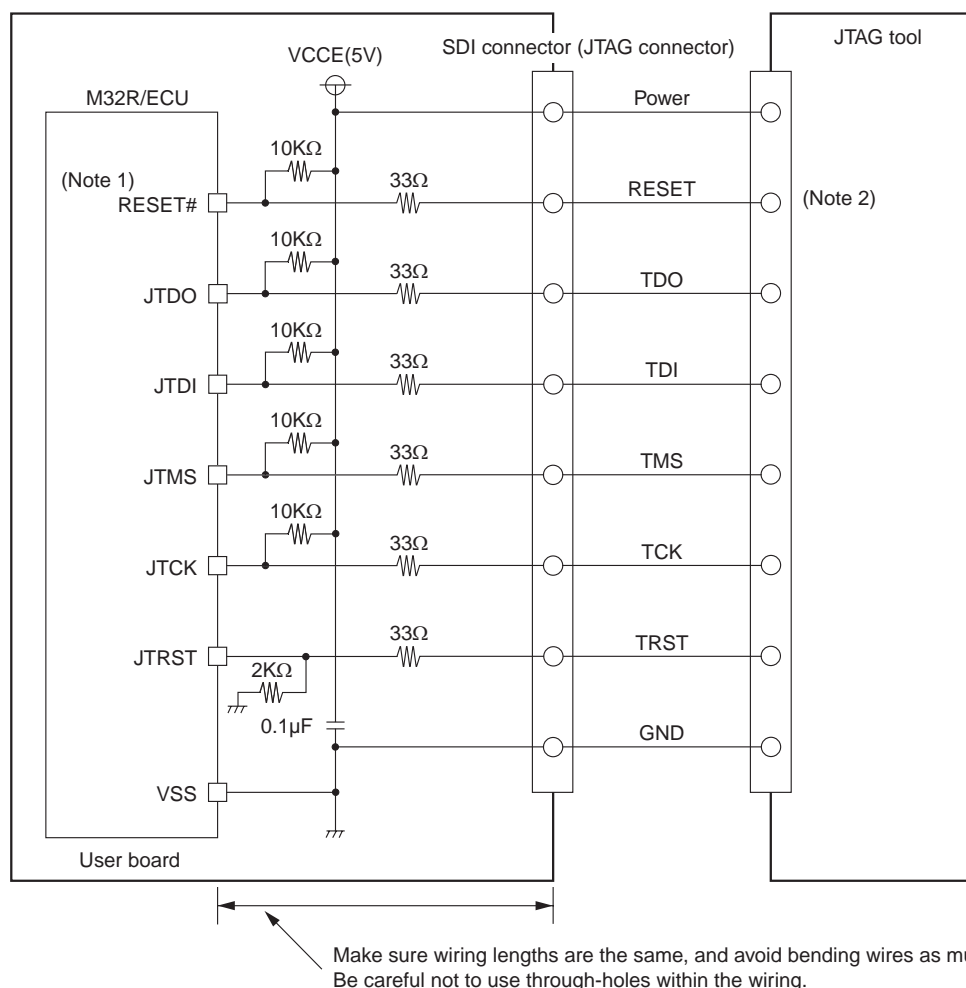 SDI connector (JTAG connector)
JTAG tool
VCCE(5V)
M32R/ECU
Power
10KΩ
(Note 1)
RESET#
33Ω
RESET
(Note 2)
10KΩ
JTDO
33Ω
TDO
10KΩ
JTDI
33Ω
TDI
10KΩ
JTMS
33Ω
TMS
10KΩ
JTCK
33Ω
TCK
JTRST
33Ω
TRST
2KΩ
0.1µF
GND
VSS
User board
Make sure wiring lengths are the same, and avoid bending wires as
Be careful not to use through-holes within the wiring.